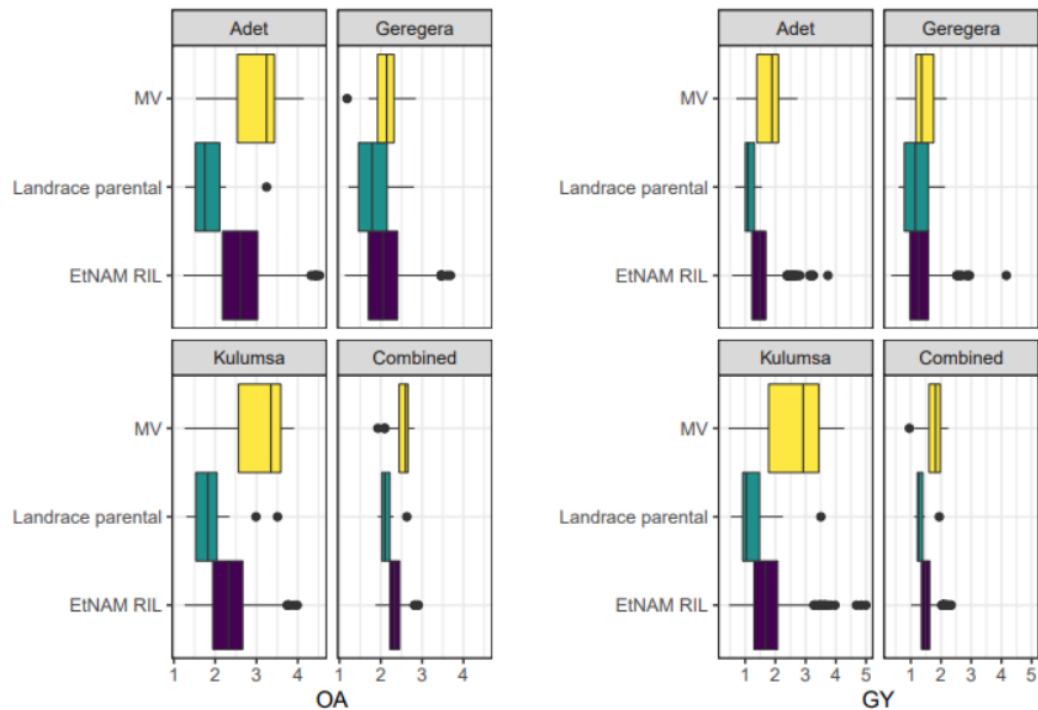 Adet Geregera Adet Geregera
MV MV
Landrace parental Landrace parental
EtNAM RIL EtNAM RIL
Kulumsa Combined Kulumsa Combined
MV MV
Landrace parental Landrace parental
EtNAM RIL EtNAM RIL
1 2 3 4 1 2 3 4 1 2 3 4 5 1 2 3 4 5
OA GY